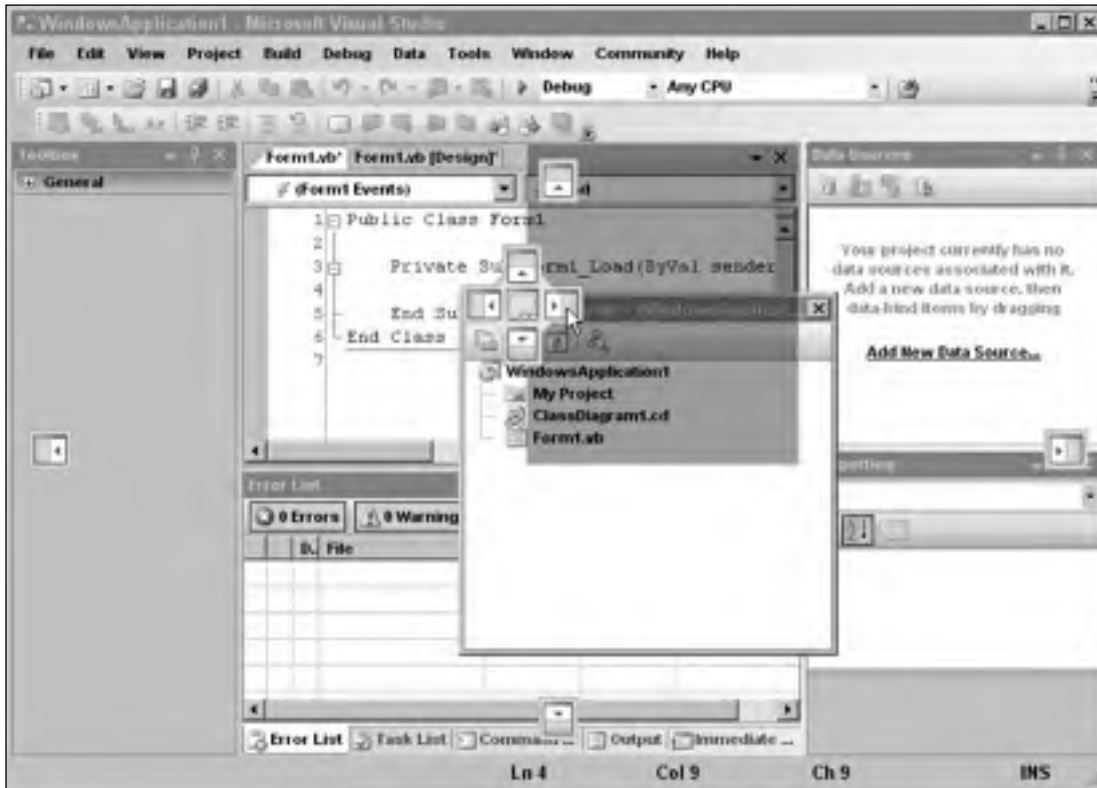 WindowsApplication1 - Microsoft Visual Studio
File Edit View Project Build Debug Data Tools Window Community Help
Debug Any CPU
Toolbox
General
Form1.vb* Form1.vb [Design]*
(Form1 Events)
Data Sources
1 Public Class Form1
2
3 Private Su Form1_Load(ByVal sender
4
5 End Su
6 End Class
7
WindowsApplication1
My Project
ClassDiagram1.cd
Form1.vb
Your project currently has no
data sources associated with it.
Add a new data source, then
data-bind items by dragging
Add New Data Source...
Error List
0 Errors 0 Warning
D. File
Error List Task List Comman... Output Immediate ...
Ln 4 Col 9 Ch 9 INS